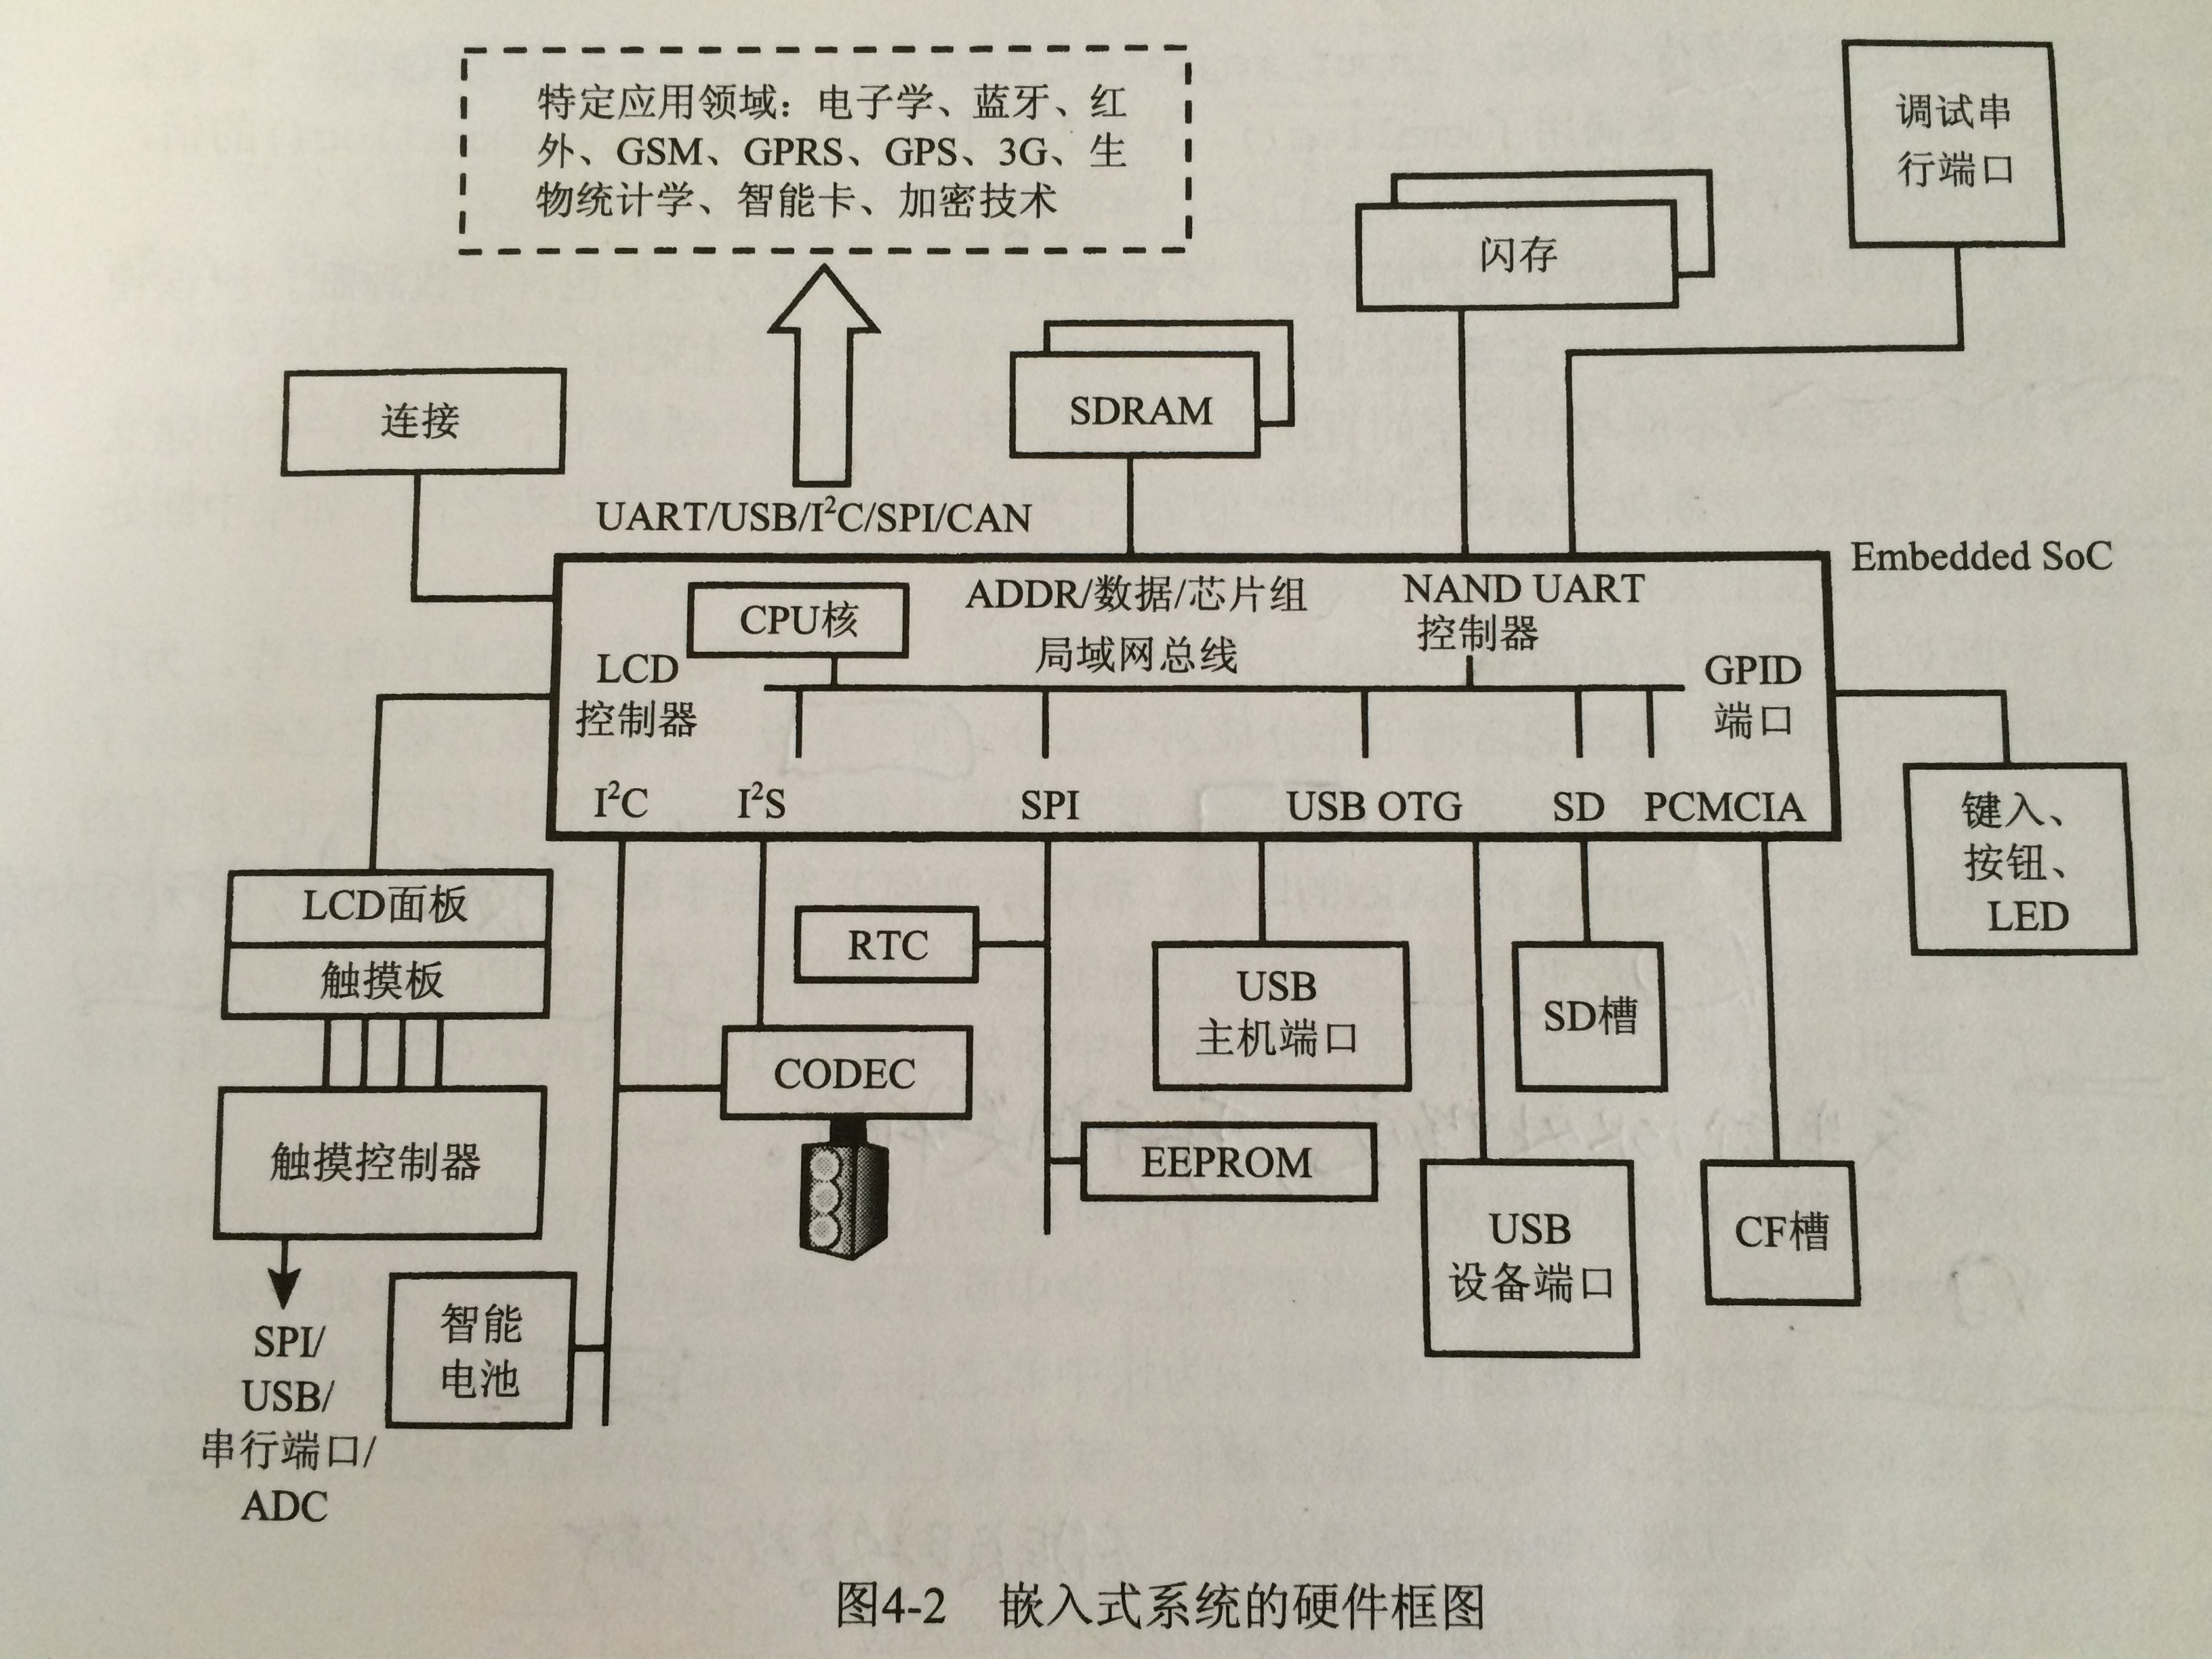 特定应用领域：电子学、蓝牙、红
外、GSM、GPRS、GPS、3G、生
物统计学、智能卡、加密技术
调试串
行端口
闪存
SDRAM
连接
UART/USB/I²C/SPI/CAN
Embedded SoC
CPU核
ADDR/数据/芯片组
局域网总线
NAND UART
控制器
LCD
控制器
GPID
端口
I²C
I²S
SPI
USB OTG
SD
PCMCIA
键入、
按钮、
LED
LCD面板
触摸板
RTC
USB
主机端口
SD槽
CODEC
触摸控制器
EEPROM
USB
设备端口
CF槽
智能
电池
SPI/
USB/
串行端口/
ADC
图4-2 嵌入式系统的硬件框图